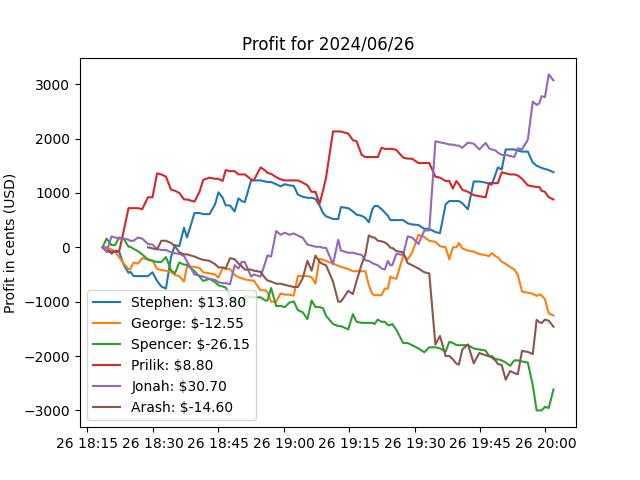 Profit for 2024/06/26
Profit in cents (USD)
3000
2000
1000
0
−1000
−2000
−3000
Stephen: $13.80
George: $-12.55
Spencer: $-26.15
Prilik: $8.80
Jonah: $30.70
Arash: $-14.60
26 18:15 26 18:30 26 18:45 26 19:00 26 19:15 26 19:30 26 19:45 26 20:00